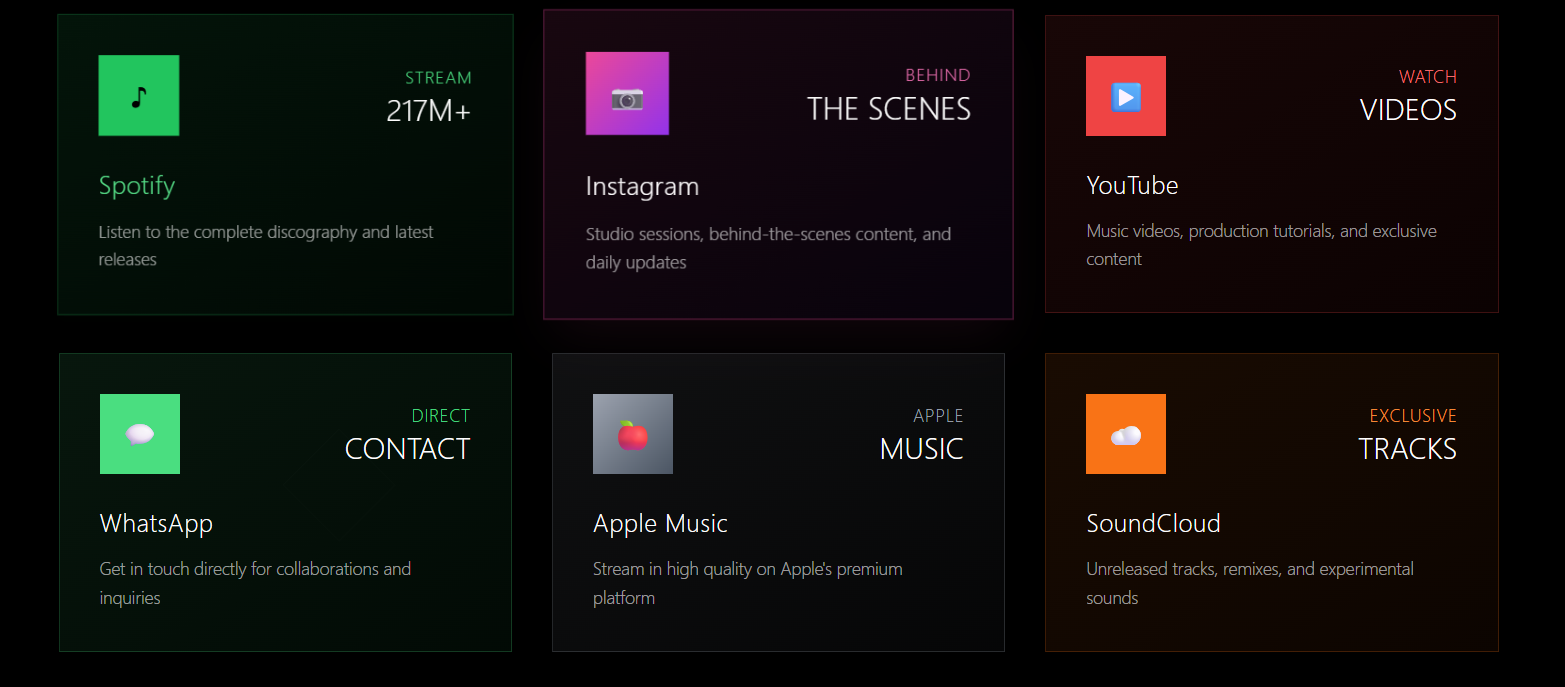 STREAM
217M+
Spotify
Listen to the complete discography and latest
releases
BEHIND
THE SCENES
Instagram
Studio sessions, behind-the-scenes content, and
daily updates
WATCH
VIDEOS
YouTube
Music videos, production tutorials, and exclusive
content
DIRECT
CONTACT
WhatsApp
Get in touch directly for collaborations and
inquiries
APPLE
MUSIC
Apple Music
Stream in high quality on Apple's premium
platform
EXCLUSIVE
TRACKS
SoundCloud
Unreleased tracks, remixes, and experimental
sounds